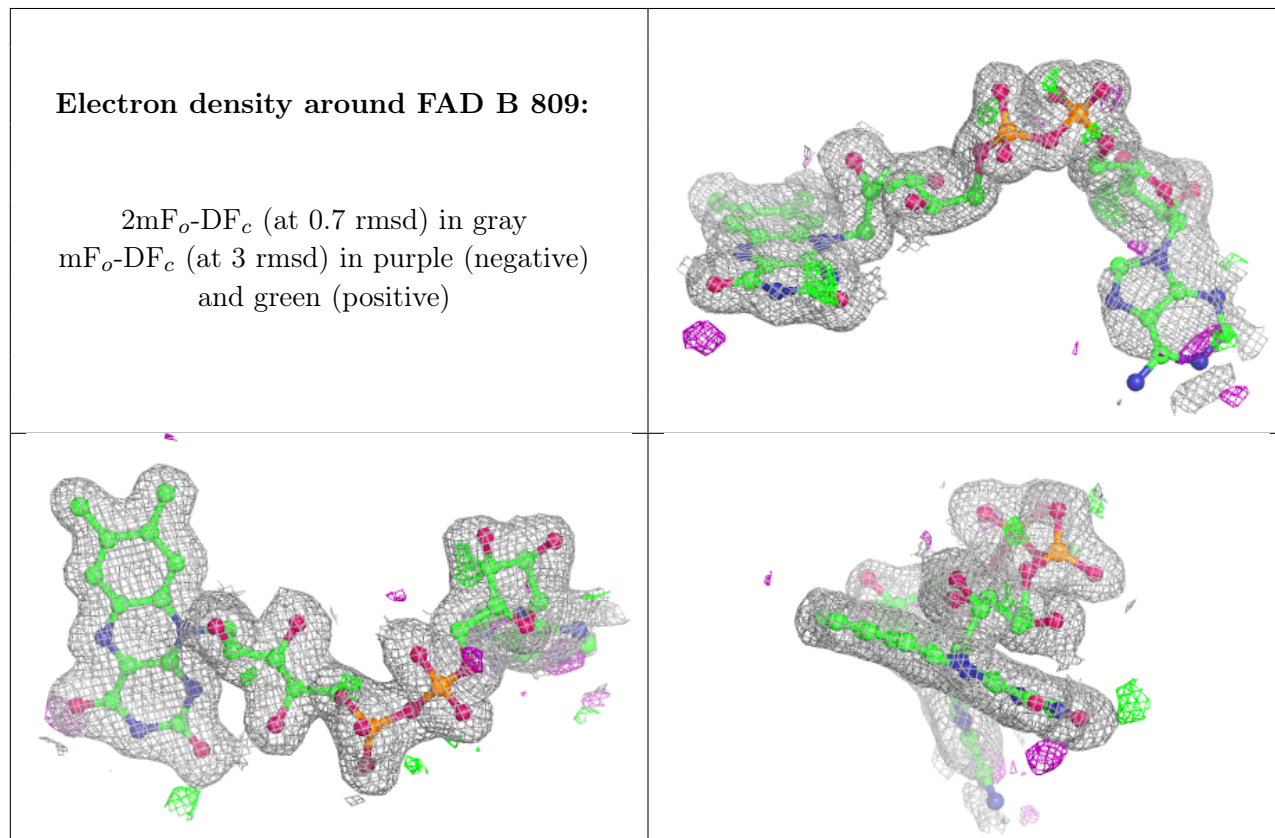 Electron density around FAD B 809:
2mFo-DFc (at 0.7 rmsd) in gray
mFo-DFc (at 3 rmsd) in purple (negative)
and green (positive)